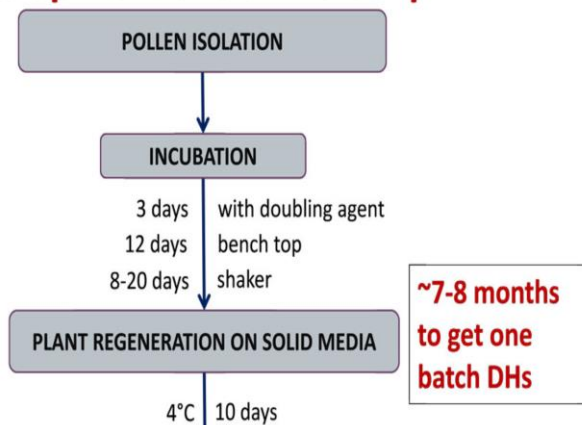 POLLEN ISOLATION
INCUBATION
3 days with doubling agent
12 days bench top
8-20 days shaker
~7-8 months
to get one
batch DHs
PLANT REGENERATION ON SOLID MEDIA
4°C 10 days